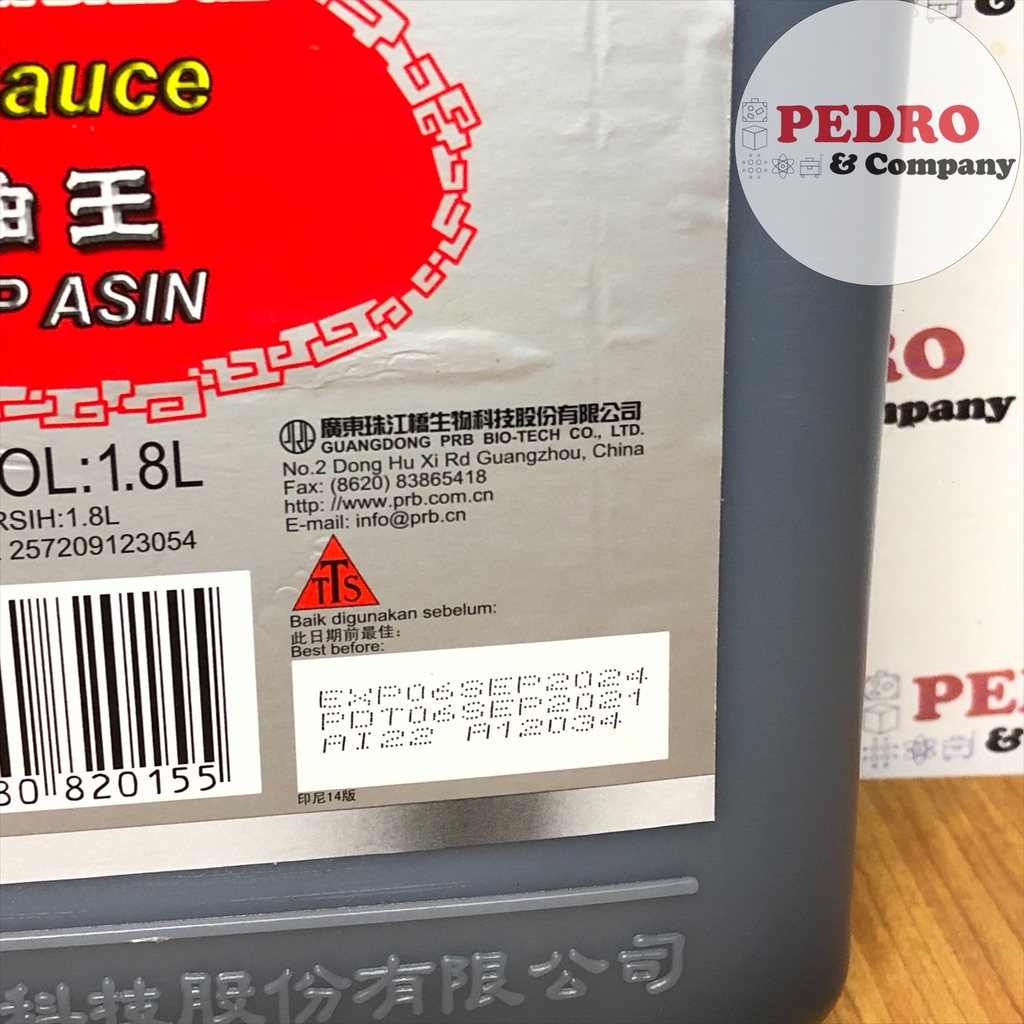 auce
油王
P ASIN
OL:1.8L
RSIH:1.8L
257209123054
80 820155
PRB
廣東珠江橋生物科技股份有限公司
GUANGDONG PRB BIO-TECH CO., LTD.
No.2 Dong Hu Xi Rd Guangzhou, China
Fax: (8620) 83865418
http: //www.prb.com.cn
E-mail: info@prb.cn
TTS
Baik digunakan sebelum:
此日期前最佳:
Best before:
EXP06SEP2024
PDT06SEP2021
AI22 A12034
印尼14版
科技股份有限公司
PEDRO
& Company
RO
mpany
PE
&